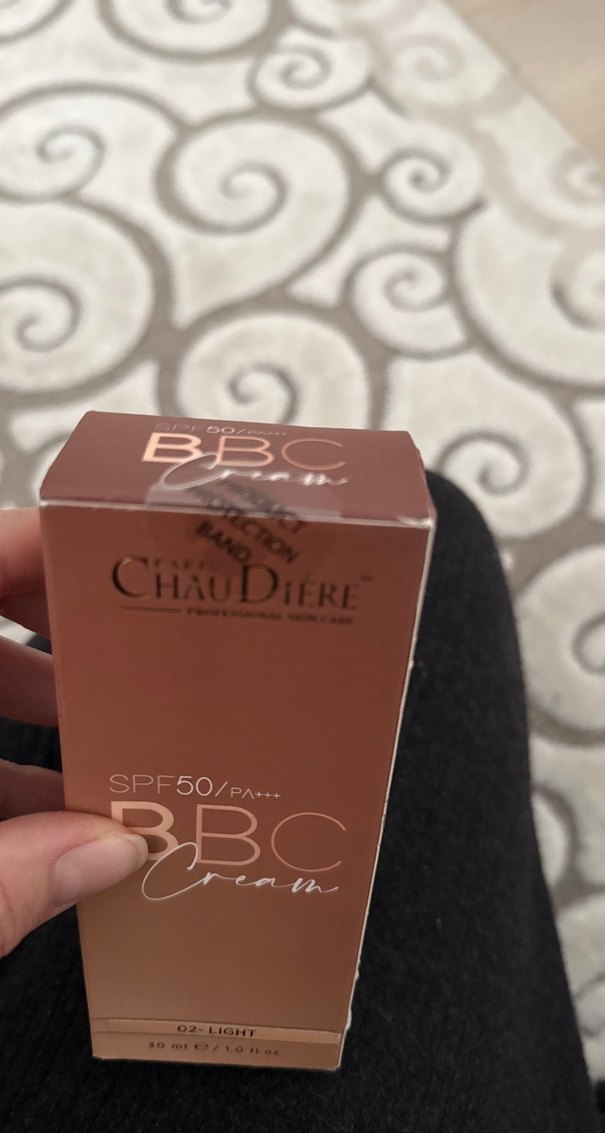 SPF50/PA+++
BBC
Cream
PRODUCT
PROTECTION
BAND
PARIS
CHAUDIÉRE
PROFESSIONAL SKIN CARE
SPF50/PA+++
BBC
Cream
02- LIGHT
30 ml ℮ / 1.0 fl.oz.